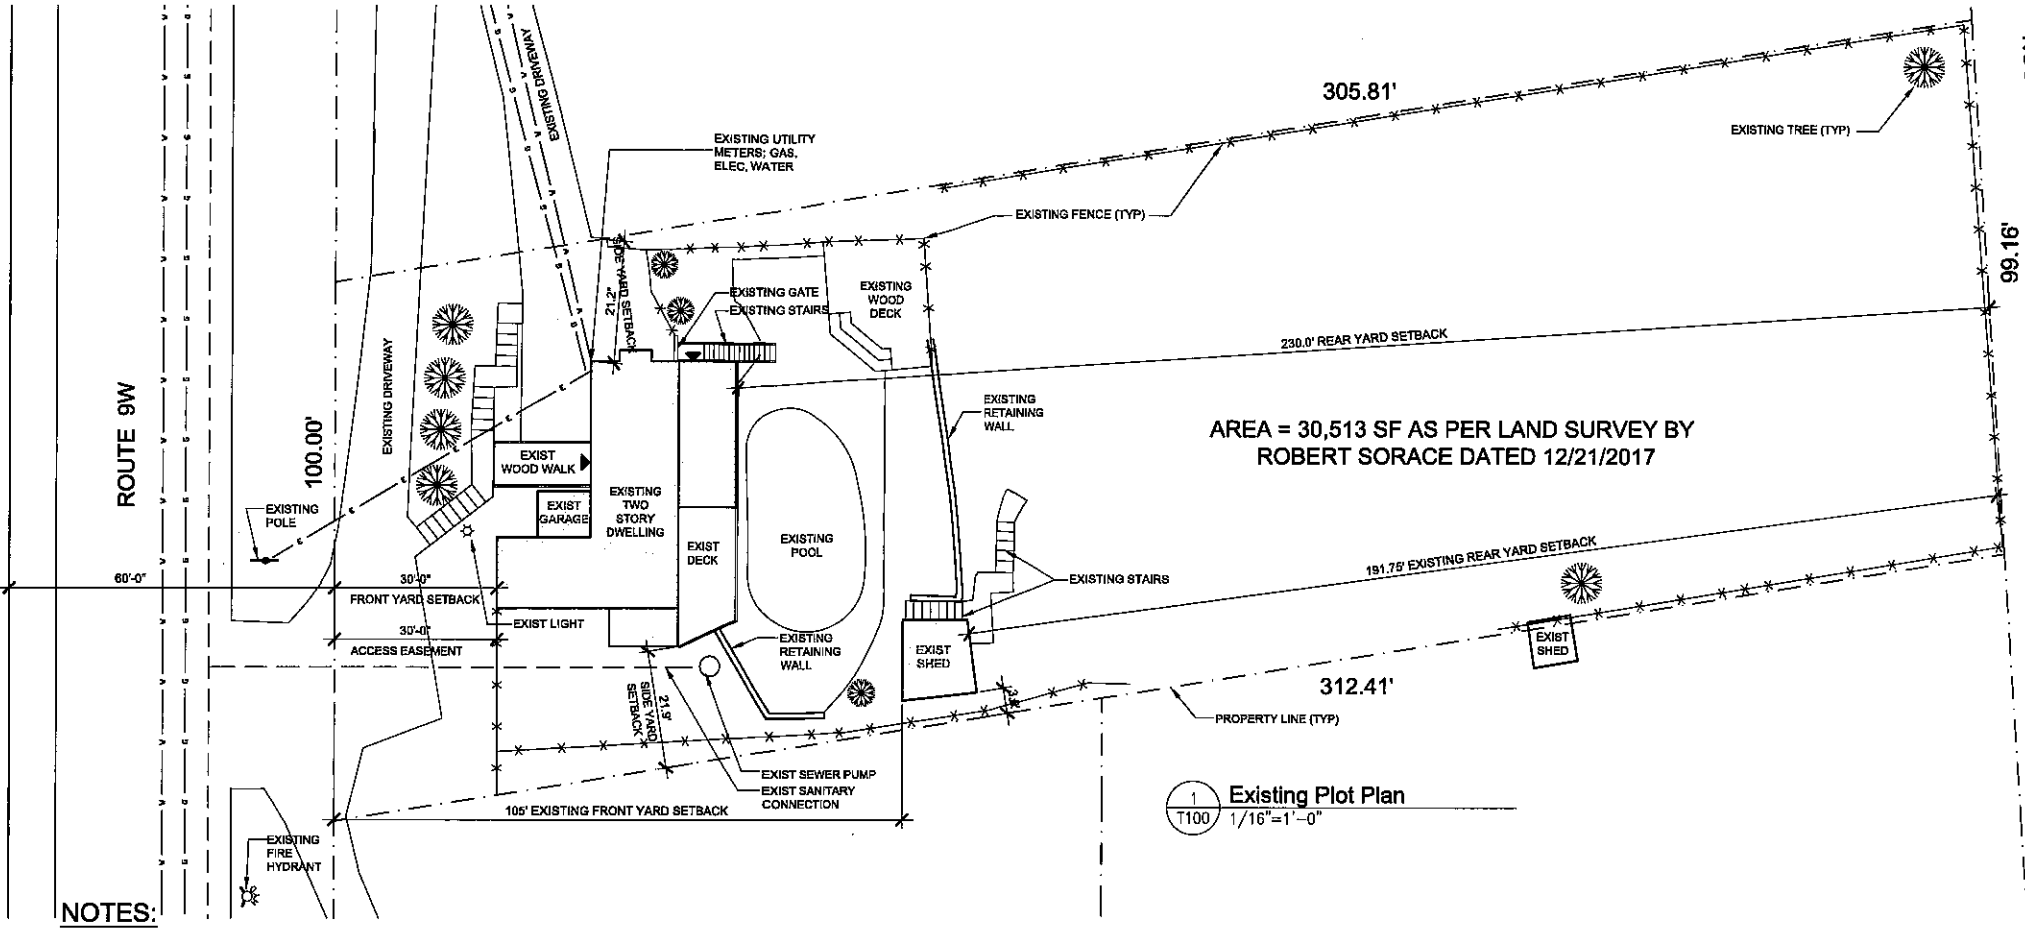 EXISTING DRIVEWAY
305.81'
EXISTING TREE (TYP)
EXISTING UTILITY
METERS; GAS,
ELEC, WATER
EXISTING FENCE (TYP)
99.16'
SIDE YARD SETBACK
21.2"
EXISTING GATE
EXISTING STAIRS
EXISTING
WOOD
DECK
230.0' REAR YARD SETBACK
EXISTING DRIVEWAY
ROUTE 9W
100.00'
EXISTING
RETAINING
WALL
AREA = 30,513 SF AS PER LAND SURVEY BY
ROBERT SORACE DATED 12/21/2017
EXIST
WOOD WALK
EXISTING
POLE
EXIST
GARAGE
EXISTING
TWO
STORY
DWELLING
EXIST
DECK
EXISTING
POOL
191.75' EXISTING REAR YARD SETBACK
60'-0"
30'-0"
FRONT YARD SETBACK
EXISTING STAIRS
EXIST LIGHT
30'-0"
ACCESS EASEMENT
EXISTING
RETAINING
WALL
EXIST
SHED
EXIST
SHED
21.9'
SIDE YARD
SETBACK
312.41'
PROPERTY LINE (TYP)
EXIST SEWER PUMP
EXIST SANITARY
CONNECTION
105' EXISTING FRONT YARD SETBACK
1
T100
Existing Plot Plan
1/16"=1'-0"
EXISTING
FIRE
HYDRANT
NOTES: